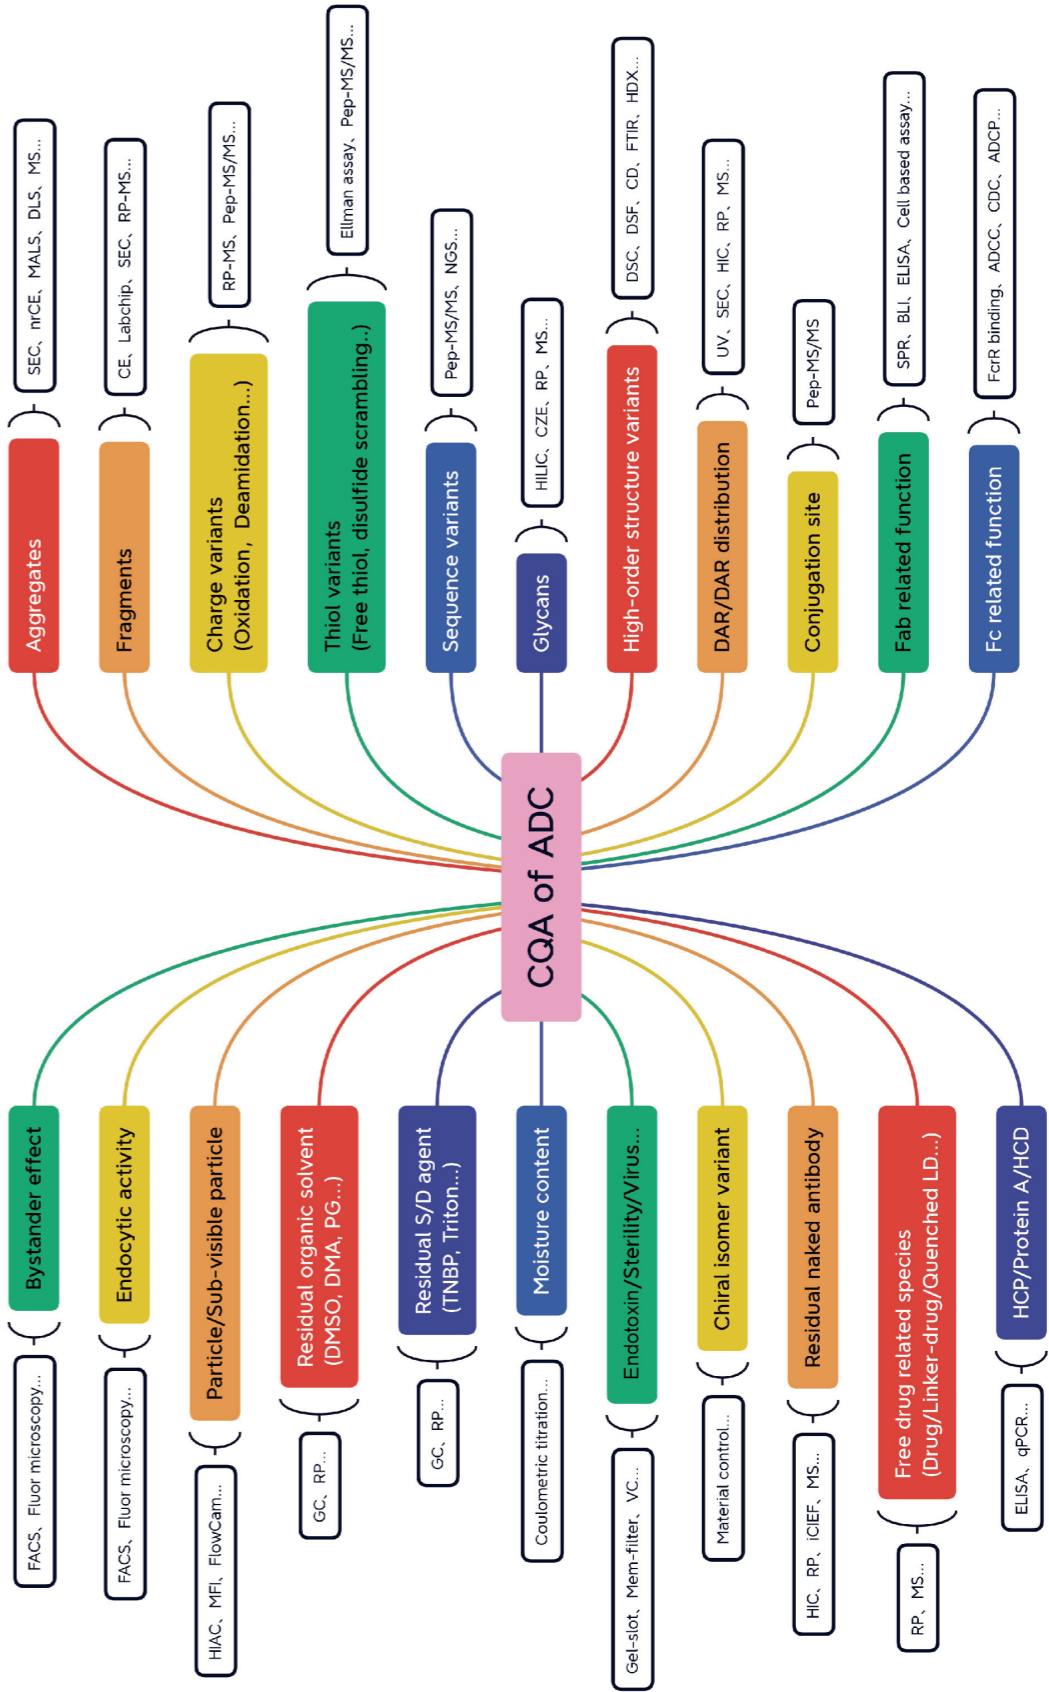 CQA of ADC
Aggregates
SEC、nrCE、MALS、DLS、MS...
Fragments
CE、Labchip、SEC、RP-MS...
Charge variants
(Oxidation, Deamidation...)
RP-MS、Pep-MS/MS...
Thiol variants
(Free thiol, disulfide scrambling..)
Ellman assay、Pep-MS/MS...
Sequence variants
Pep-MS/MS、NGS...
Glycans
HILIC、CZE、RP、MS...
High-order structure variants
DSC、DSF、CD、FTIR、HDX...
DAR/DAR distribution
UV、SEC、HIC、RP、MS...
Conjugation site
Pep-MS/MS
Fab related function
SPR、BLI、ELISA、Cell based assay...
Fc related function
FcrR binding、ADCC、CDC、ADCP...
Bystander effect
FACS、Fluor microscopy...
Endocytic activity
FACS、Fluor microscopy...
Particle/Sub-visible particle
HIAC、MFI、FlowCam...
Residual organic solvent
(DMSO, DMA, PG...)
GC、RP...
Residual S/D agent
(TNBP, Triton...)
GC、RP...
Moisture content
Coulometric titration...
Endotoxin/Sterility/Virus...
Gel-slot、Mem-filter、VC...
Chiral isomer variant
Material control...
Residual naked antibody
HIC、RP、iCIEF、MS...
Free drug related species
(Drug/Linker-drug/Quenched LD...)
RP、MS...
HCP/Protein A/HCD
ELISA、qPCR...